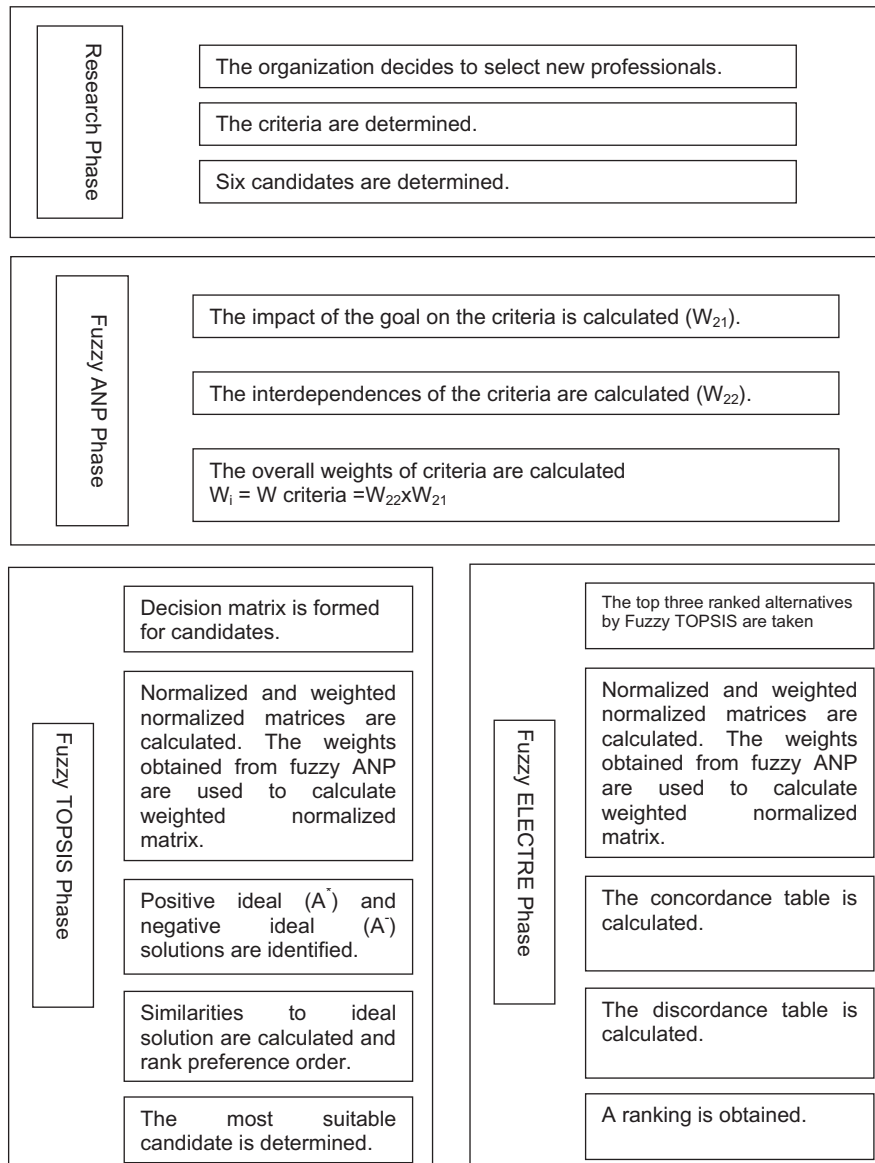 Research Phase
The organization decides to select new professionals.
The criteria are determined.
Six candidates are determined.
Fuzzy ANP Phase
The impact of the goal on the criteria is calculated (W₂₁).
The interdependences of the criteria are calculated (W₂₂).
The overall weights of criteria are calculated
Wᵢ = W criteria =W₂₂xW₂₁
Fuzzy TOPSIS Phase
Decision matrix is formed
for candidates.
Normalized and weighted
normalized matrices are
calculated. The weights
obtained from fuzzy ANP
are used to calculate
weighted normalized
matrix.
Positive ideal (A*) and
negative ideal (A⁻)
solutions are identified.
Similarities to ideal
solution are calculated and
rank preference order.
The most suitable
candidate is determined.
Fuzzy ELECTRE Phase
The top three ranked alternatives
by Fuzzy TOPSIS are taken
Normalized and weighted
normalized matrices are
calculated. The weights
obtained from fuzzy ANP
are used to calculate
weighted normalized
matrix.
The concordance table is
calculated.
The discordance table is
calculated.
A ranking is obtained.